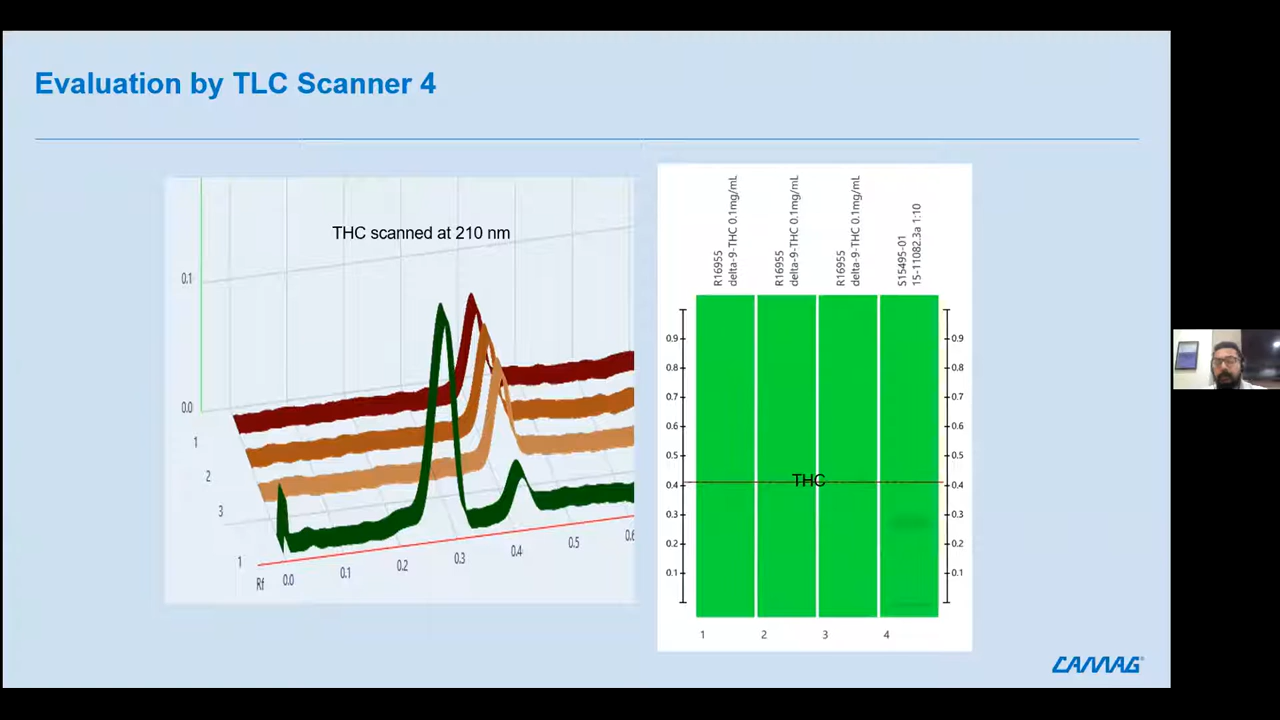 Evaluation by TLC Scanner 4
THC scanned at 210 nm
0.1
0.0
1
2
3
1
Rf
0.0
0.1
0.2
0.3
0.4
0.5
0.6
R16955
delta-9-THC 0.1mg/mL
R16955
delta-9-THC 0.1mg/mL
R16955
delta-9-THC 0.1mg/mL
S15495-01
15-11082.3a 1:10
0.9
0.8
0.7
0.6
0.5
0.4
0.3
0.2
0.1
THC
0.9
0.8
0.7
0.6
0.5
0.4
0.3
0.2
0.1
1
2
3
4
CAMAG